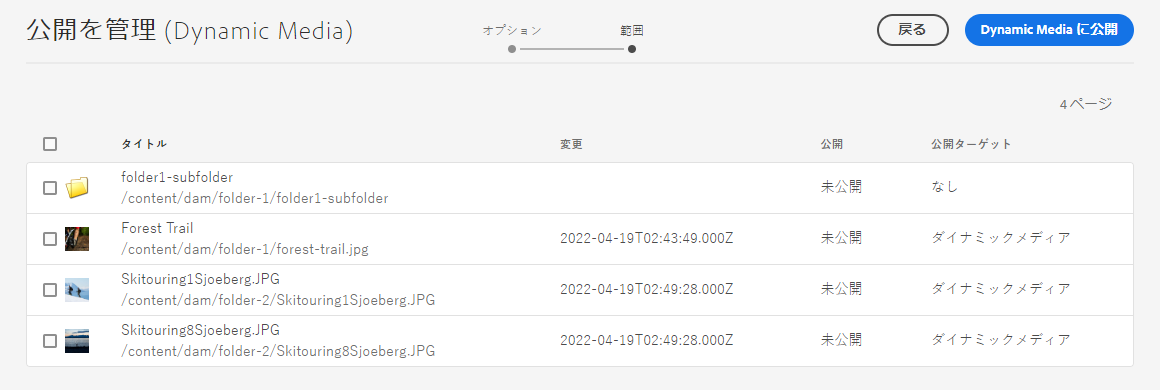 公開を管理 (Dynamic Media)
オプション
範囲
戻る
Dynamic Media に公開
4 ページ
タイトル 変更 公開 公開ターゲット
folder1-subfolder
/content/dam/folder-1/folder1-subfolder
未公開 なし
Forest Trail
/content/dam/folder-1/forest-trail.jpg
2022-04-19T02:43:49.000Z 未公開 ダイナミックメディア
Skitouring1Sjoeberg.JPG
/content/dam/folder-2/Skitouring1Sjoeberg.JPG
2022-04-19T02:49:28.000Z 未公開 ダイナミックメディア
Skitouring8Sjoeberg.JPG
/content/dam/folder-2/Skitouring8Sjoeberg.JPG
2022-04-19T02:49:28.000Z 未公開 ダイナミックメディア